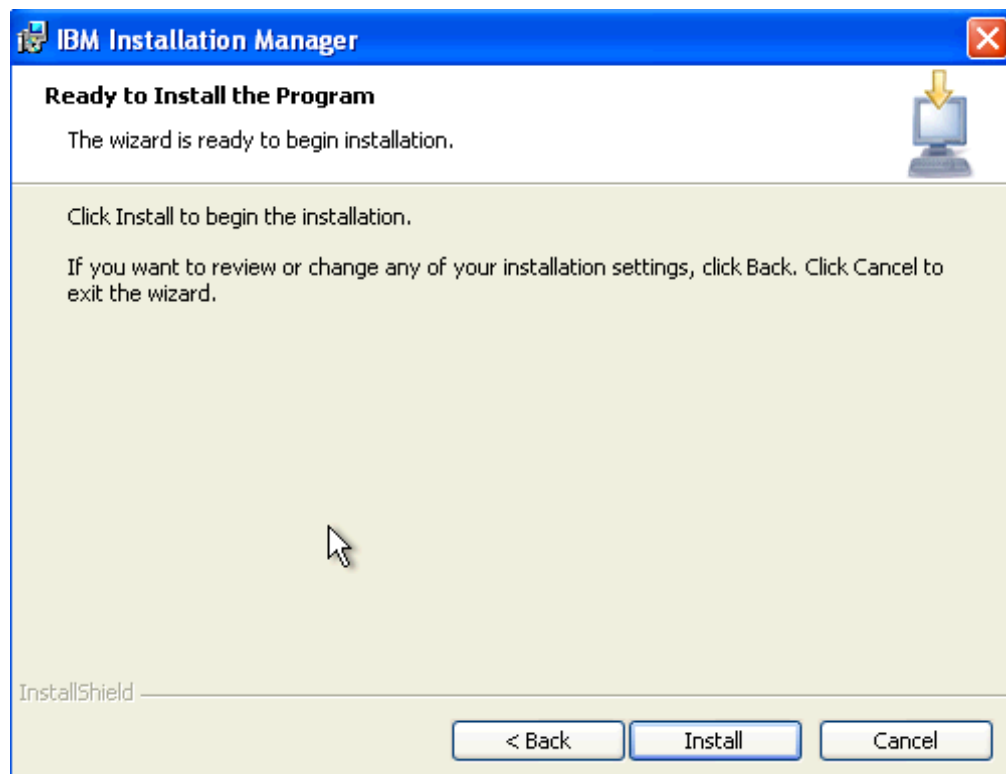 IBM Installation Manager
Ready to Install the Program
The wizard is ready to begin installation.
Click Install to begin the installation.
If you want to review or change any of your installation settings, click Back. Click Cancel to
exit the wizard.
InstallShield
< Back Install Cancel